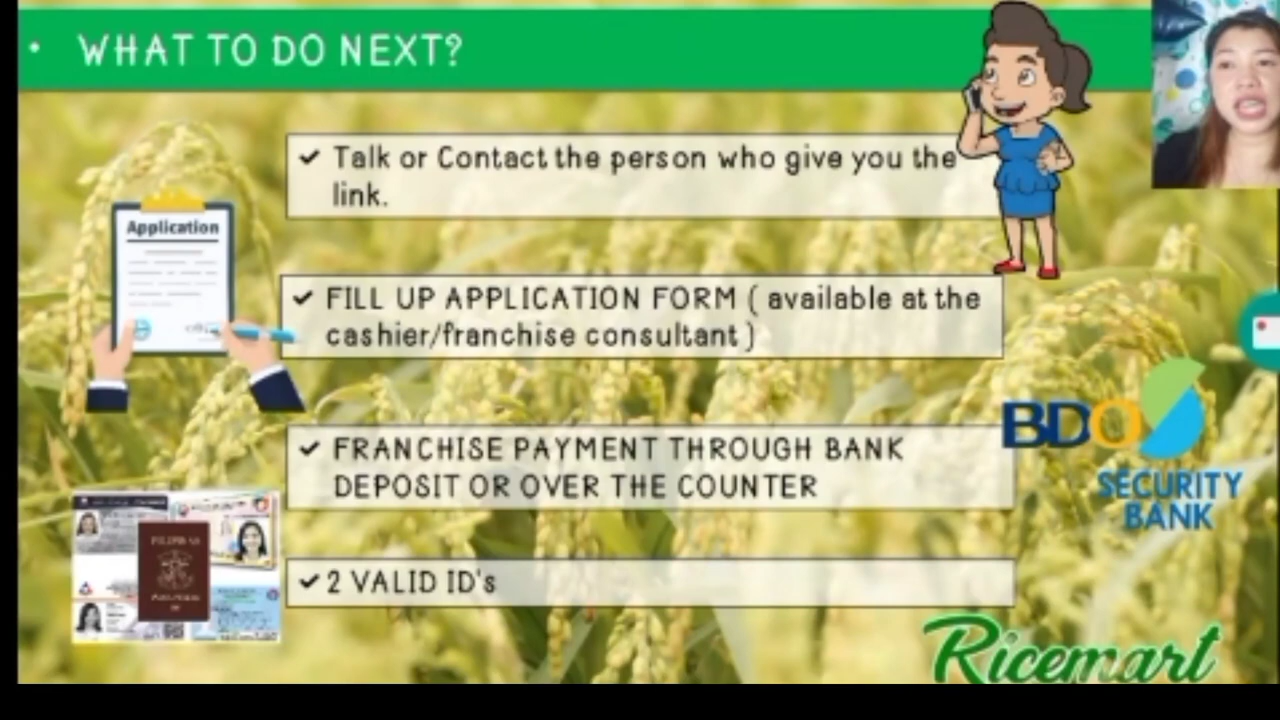 • WHAT TO DO NEXT?
✔ Talk or Contact the person who give you the
link.
Application
✔ FILL UP APPLICATION FORM ( available at the
cashier/franchise consultant )
BDO
✔ FRANCHISE PAYMENT THROUGH BANK
DEPOSIT OR OVER THE COUNTER
SECURITY
BANK
✔ 2 VALID ID's
Ricemart